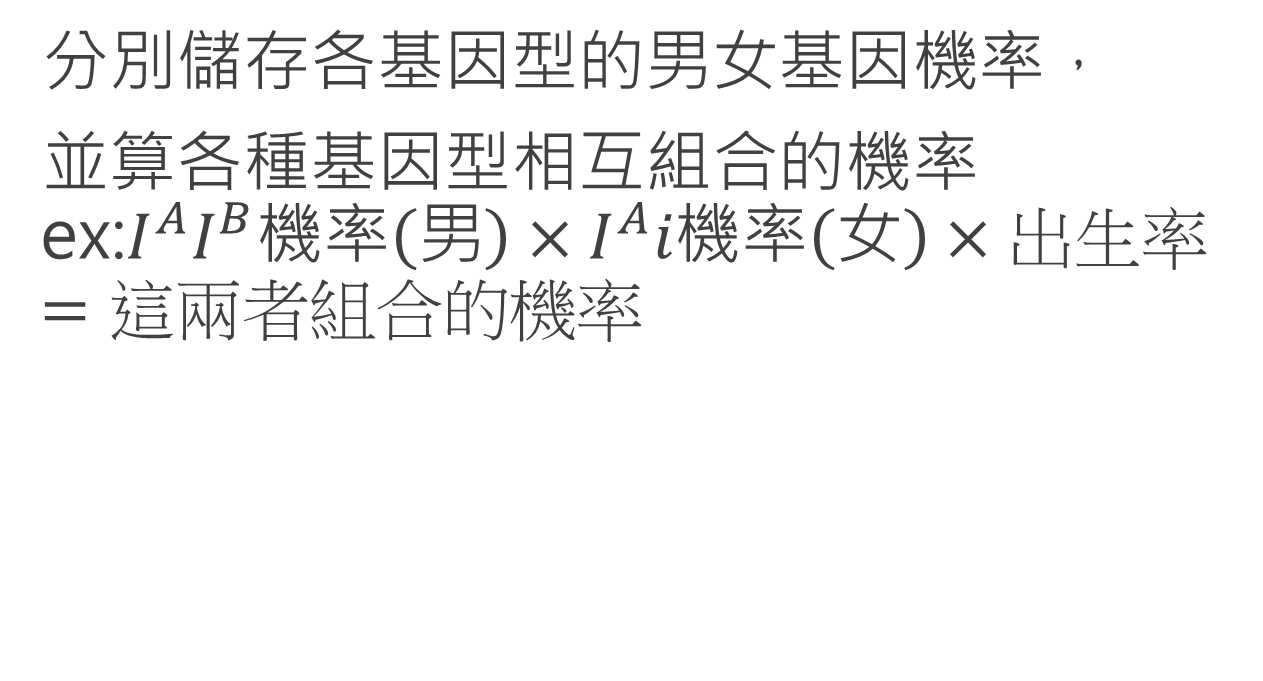 分別儲存各基因型的男女基因機率，
並算各種基因型相互組合的機率
ex:𝑰ᴬ𝑰ᴮ機率(男) × 𝑰ᴬ𝒊機率(女) × 出生率
= 這兩者組合的機率